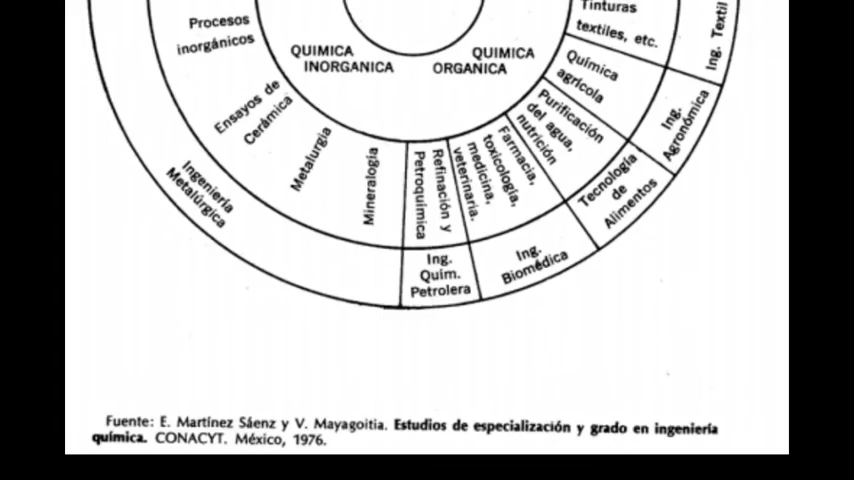 Procesos
inorgánicos
QUIMICA
INORGANICA
QUIMICA
ORGANICA
Tinturas
textiles, etc.
Ing. Textil
Química
agrícola
Ing.
Agronómica
Purificación
del agua,
nutrición
Tecnología
de
Alimentos
Farmacia,
toxicología,
medicina,
veterinaria.
Ing.
Biomédica
Refinación y
Petroquímica
Ing.
Quím.
Petrolera
Mineralogía
Metalurgia
Ensayos de
Cerámica
Ingeniería
Metalúrgica
Fuente: E. Martínez Sáenz y V. Mayagoitia. Estudios de especialización y grado en ingeniería
química. CONACYT. México, 1976.